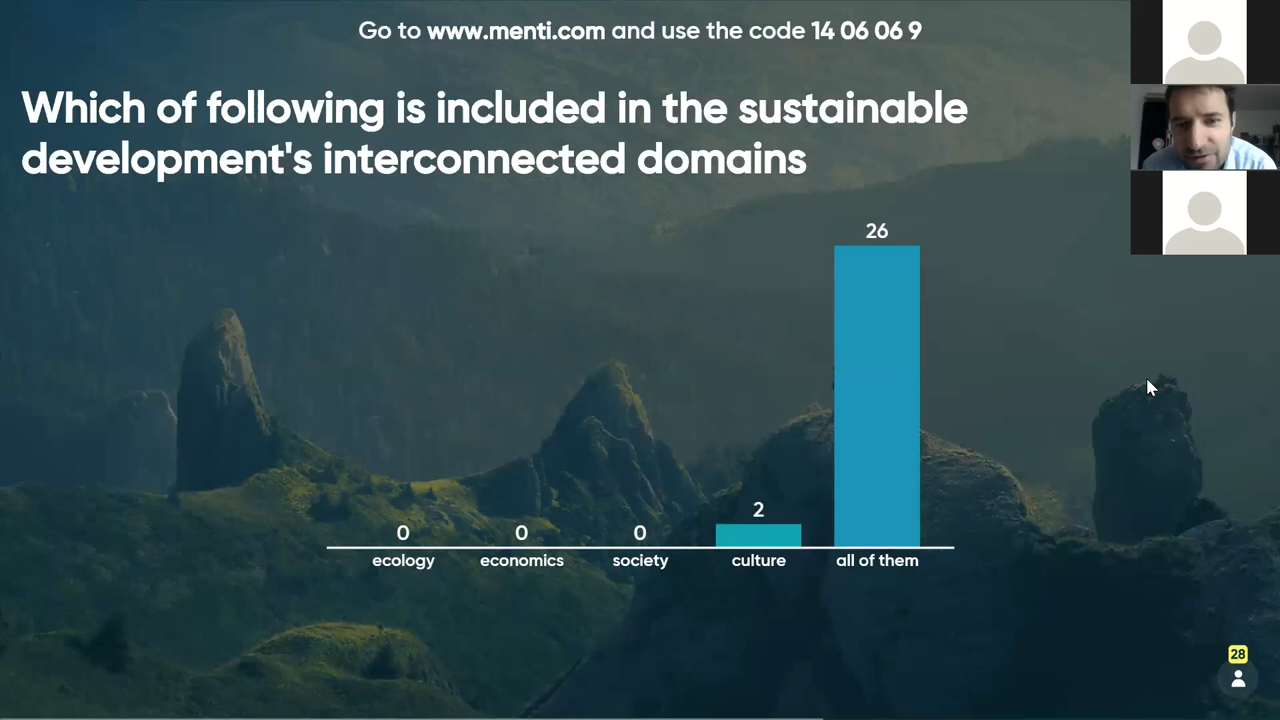 Go to www.menti.com and use the code 14 06 06 9
Which of following is included in the sustainable
development's interconnected domains
26
2
0 0 0
ecology economics society culture all of them
28